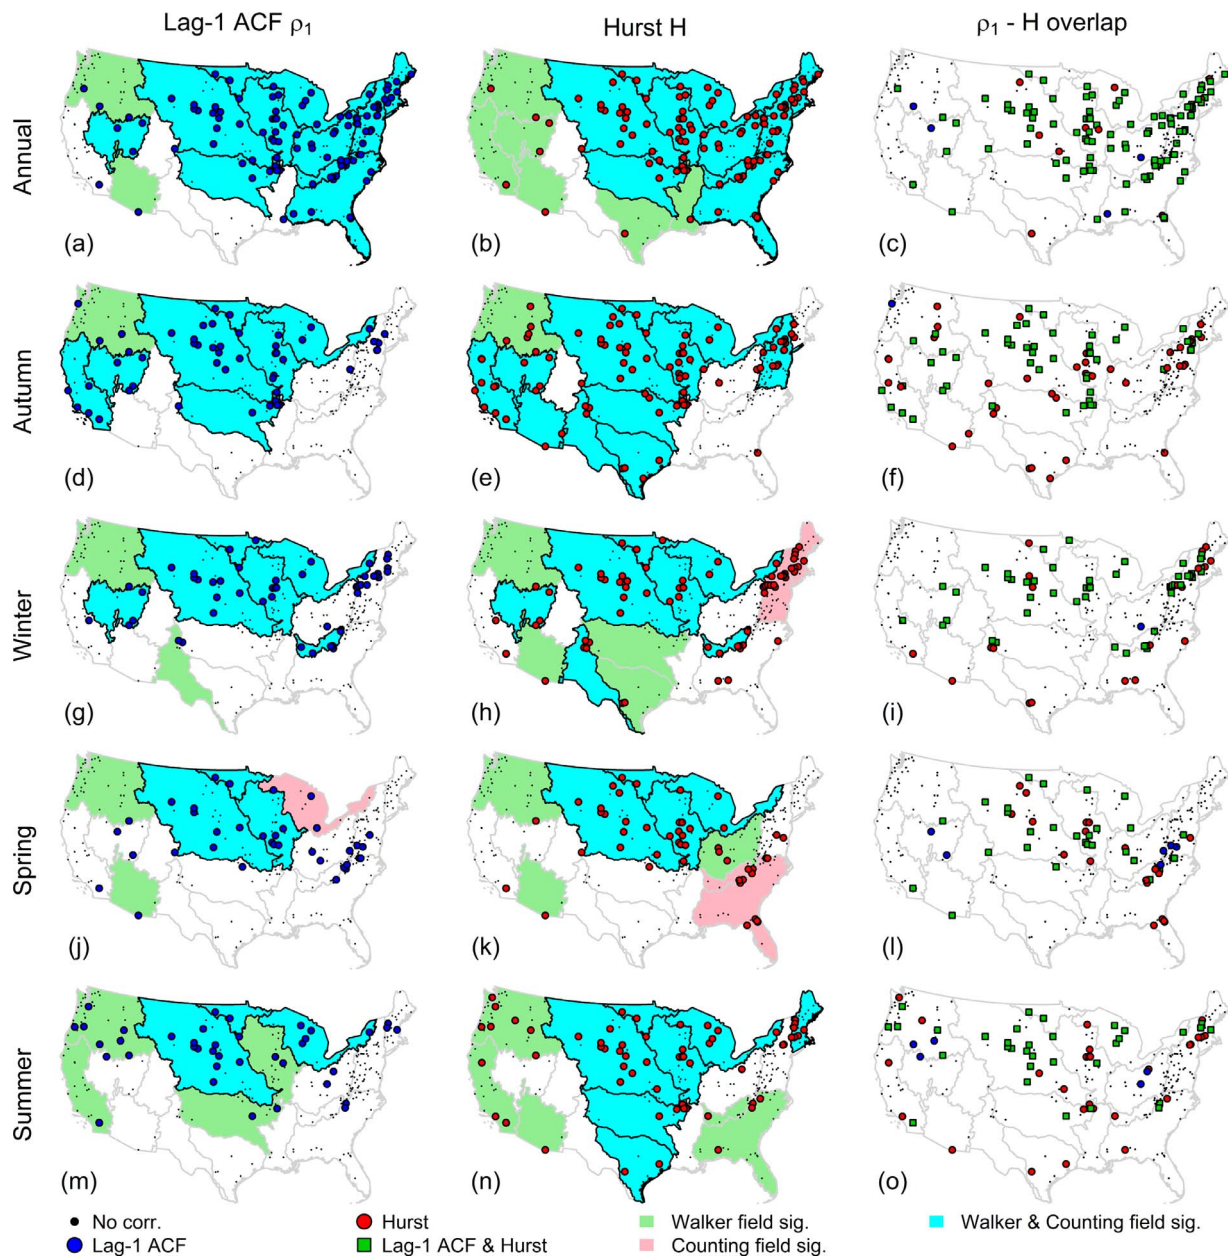 Lag-1 ACF ρ1 Hurst H ρ1 - H overlap
Annual
(a) (b) (c)
Autumn
(d) (e) (f)
Winter
(g) (h) (i)
Spring
(j) (k) (l)
Summer
(m) (n) (o)
No corr. Hurst Walker field sig. Walker & Counting field sig.
Lag-1 ACF Lag-1 ACF & Hurst Counting field sig.